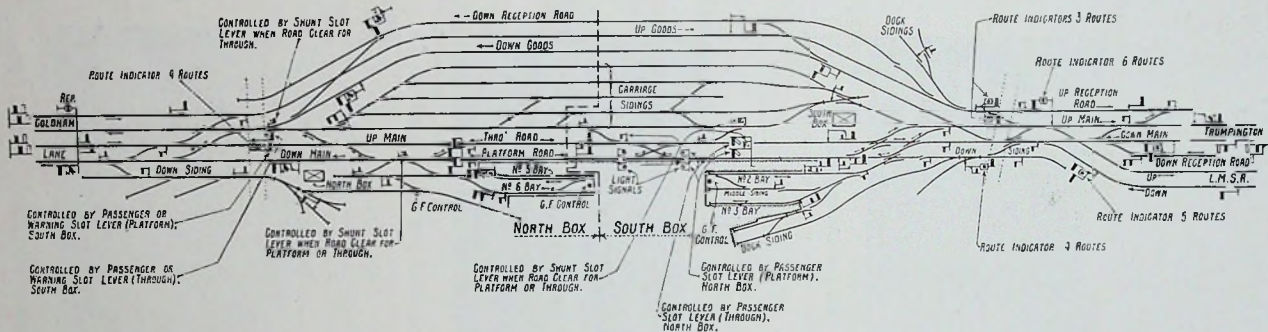 CONTROLLED BY SHUNT SLOT
LEVER WHEN ROAD CLEAR FOR
THROUGH.
DOWN RECEPTION ROAD
UP GOODS
DOWN GOODS
DOCK
SIDINGS
ROUTE INDICATORS 3 ROUTES
ROUTE INDICATOR 9 ROUTES
ROUTE INDICATOR 6 ROUTES
REP.
CARRIAGE
SIDINGS
SOUTH
BOX
UP RECEPTION
ROAD
COLDHAM
UP MAIN
UP MAIN
THRO' ROAD
DOWN MAIN
TRUMPINGTON
LANE
DOWN MAIN
PLATFORM ROAD
DOWN
SIDING
DOWN RECEPTION ROAD
DOWN SIDING
Nº 5 BAY
LIGHT
SIGNALS
Nº 2 BAY
UP
L.M.S.R.
NORTH BOX
Nº 6 BAY
MIDDLE SIDING
DOWN
G.F. CONTROL
G.F. CONTROL
Nº 3 BAY
CONTROLLED BY PASSENGER OR
WARNING SLOT LEVER (PLATFORM),
SOUTH BOX.
CONTROLLED BY SHUNT SLOT
LEVER WHEN ROAD CLEAR FOR
PLATFORM OR THROUGH.
NORTH BOX
SOUTH BOX
G.F.
CONTROL
DOCK SIDING
ROUTE INDICATOR 5 ROUTES
ROUTE INDICATOR 7 ROUTES
CONTROLLED BY PASSENGER OR
WARNING SLOT LEVER (THROUGH),
SOUTH BOX.
CONTROLLED BY SHUNT SLOT
LEVER WHEN ROAD CLEAR FOR
PLATFORM OR THROUGH.
CONTROLLED BY PASSENGER
SLOT LEVER (PLATFORM),
NORTH BOX.
CONTROLLED BY PASSENGER
SLOT LEVER (THROUGH),
NORTH BOX.